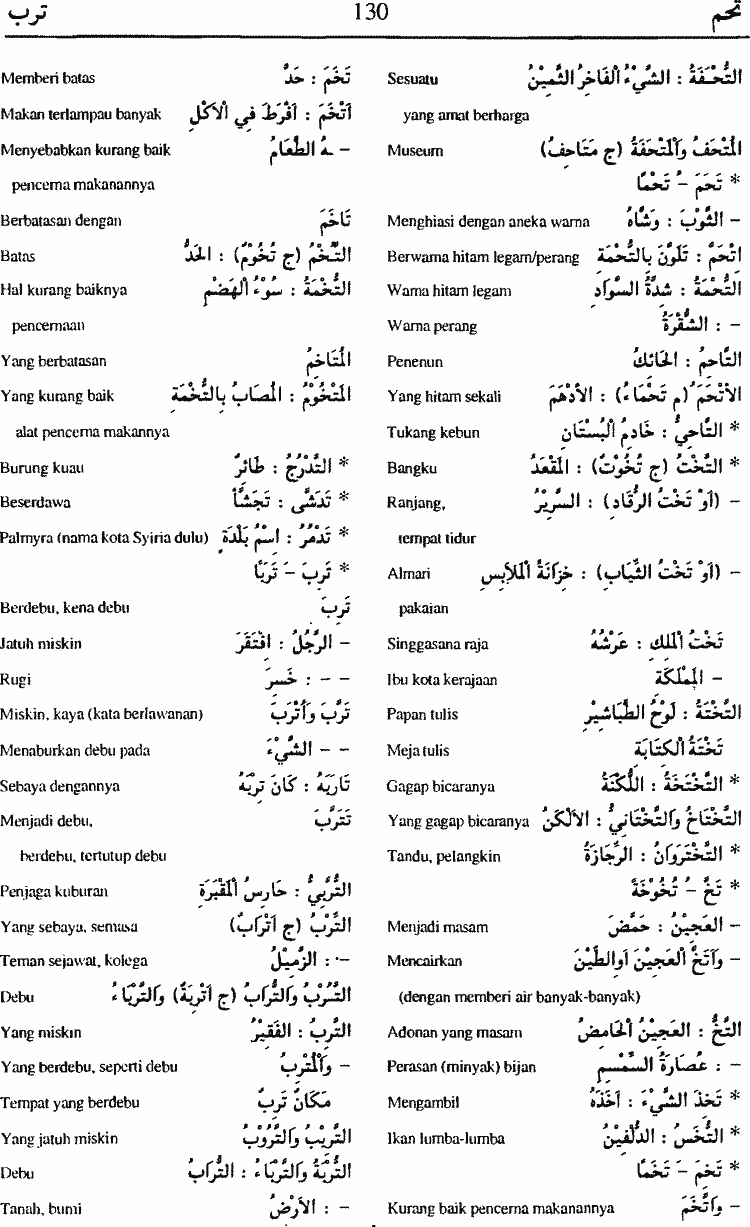 تحم 130 ترب
التُّحْفَةُ : الشَّيْءُ الْفَاخِرُ الثَّمِيْنُ Sesuatu
yang amat berharga
الْمُتْحَفُ وَالْمُتْحَفَةُ (ج مَتَاحِفُ) Museum
* تَحَمَ – تَحْمًا
– الثَّوْبَ : وَشَّاهُ Menghiasi dengan aneka warna
اتْحَمَّ : تَلَوَّنَ بِالتُّحْمَةِ Berwarna hitam legam/perang
التُّحْمَةُ : شِدَّةُ السَّوَادِ Warna hitam legam
– : الشُّقْرَةُ Warna perang
التَّاحِمُ : الْحَائِكُ Penenun
الأَتْحَمُ (م تَحْمَاءُ) : الأَدْهَمُ Yang hitam sekali
* التَّاحِيُّ : خَادِمُ الْبُسْتَانِ Tukang kebun
* التَّخْتُ (ج تُخُوْتٌ) : الْمَقْعَدُ Bangku
– (اَوْ تَخْتُ الرُّقَادِ) : السَّرِيْرُ Ranjang,
tempat tidur
– (اَوْ تَخْتُ الثِّيَابِ) : خِزَانَةُ الْمَلاَبِسِ Almari
pakaian
تَخْتُ الْمَلِكِ : عَرْشُهُ Singgasana raja
– الْمَمْلَكَةِ Ibu kota kerajaan
التَّخْتَةُ : لَوْحُ الطَّبَاشِيْرِ Papan tulis
تَخْتَةُ الْكِتَابَةِ Meja tulis
* التَّخْتَخَةُ : اللُّكْنَةُ Gagap bicaranya
التَّخْتَاخُ وَالتَّخْتَانِيُّ : الأَلْكَنُ Yang gagap bicaranya
* التَّخْتَرَوَانُ : الرِّجَازَةُ Tandu, pelangkin
* تَخَّ – تُخُوْخَةً
– الْعَجِيْنُ : حَمُضَ Menjadi masam
– وَأَتَخَّ الْعَجِيْنَ اَوِالطِّيْنَ Mencairkan
(dengan memberi air banyak-banyak)
التَّخُّ : الْعَجِيْنُ الْحَامِضُ Adonan yang masam
– : عُصَارَةُ السِّمْسِمِ Perasan (minyak) bijan
* تَخِذَ الشَّيْءَ : اَخَذَهُ Mengambil
* التُّخَسُ : الدُّلْفِيْنُ Ikan lumba-lumba
* تَخِمَ – تَخَمًا
– وَاتَّخَمَ Kurang baik pencerna makanannya
تَخَمَ : حَدَّ Memberi batas
اَتْخَمَ : اَفْرَطَ فِي الْاَكْلِ Makan terlampau banyak
– ـهُ الطَّعَامُ Menyebabkan kurang baik
pencerna makanannya
تَاخَمَ Berbatasan dengan
التَّخْمُ (ج تُخُوْمٌ) : الْحَدُّ Batas
التُّخْمَةُ : سُوْءُ الْهَضْمِ Hal kurang baiknya
pencernaan
الْمُتَاخِمُ Yang berbatasan
الْمَتْخُوْمُ : الْمُصَابُ بِالتُّخْمَةِ Yang kurang baik
alat pencerna makannya
* التَّدْرُجُ : طَائِرٌ Burung kuau
* تَدَشَّى : تَجَشَّأَ Beserdawa
* تَدْمُرُ : اسْمُ بَلْدَةٍ Palmyra (nama kota Syiria dulu)
* تَرِبَ – تَرَبًا
تَرِبَ Berdebu, kena debu
– الرَّجُلُ : افْتَقَرَ Jatuh miskin
– – : خَسِرَ Rugi
تَرَّبَ وَأَتْرَبَ Miskin, kaya (kata berlawanan)
– – الشَّيْءَ Menaburkan debu pada
تَارَبَهُ : كَانَ تِرْبَهُ Sebaya dengannya
تَتَرَّبَ Menjadi debu,
berdebu, tertutup debu
التُّرَبِيُّ : حَارِسُ الْمَقْبَرَةِ Penjaga kuburan
التِّرْبُ (ج اَتْرَابٌ) Yang sebaya, semasa
– : الزَّمِيْلُ Teman sejawat, kolega
التُّرْبُ وَالتُّرَابُ (ج اَتْرِبَةٌ) وَالتَّرْبَاءُ Debu
التَّرِبُ : الْفَقِيْرُ Yang miskin
– وَالْمُتْرِبُ Yang berdebu, seperti debu
مَكَانٌ تَرِبٌ Tempat yang berdebu
التَّرِيْبُ وَالتَّرُوْبُ Yang jatuh miskin
التُّرْبَةُ وَالتَّرْبَاءُ : التُّرَابُ Debu
– : الأَرْضُ Tanah, bumi